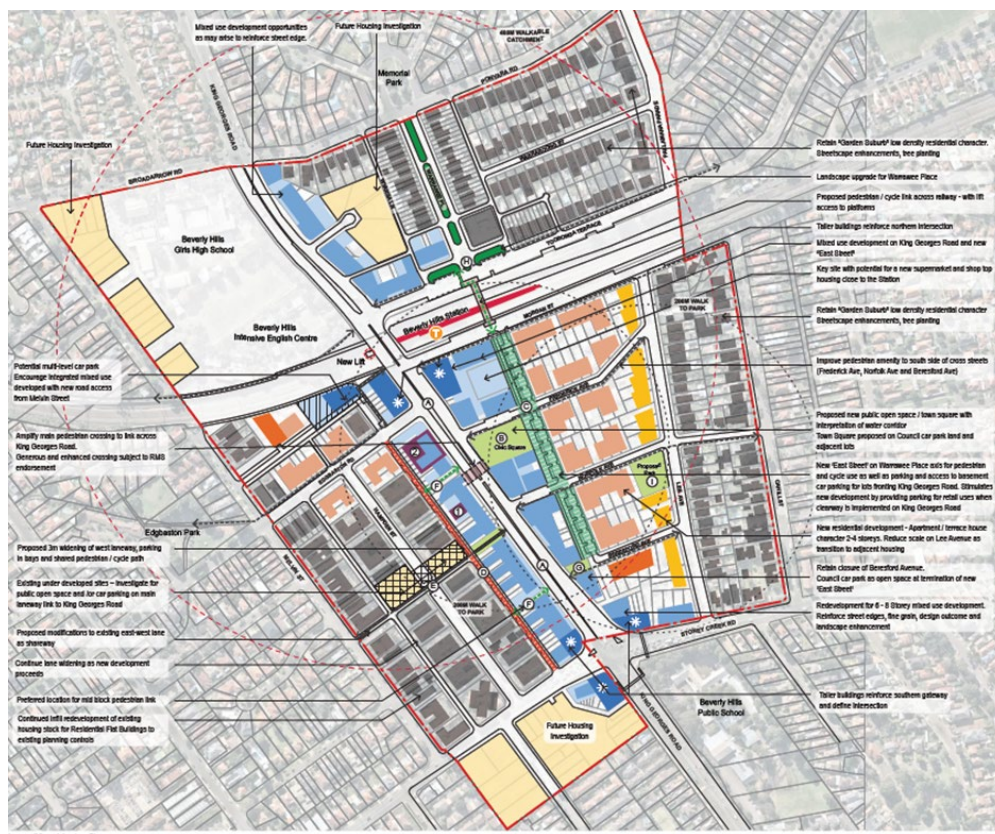 Mixed use development opportunities
as may arise to reinforce street edge.
Future Housing Investigation
400M WALKABLE
CATCHMENT
Memorial
Park
PONYARA RD
KING GEORGES ROAD
Future Housing Investigation
BROADARROW RD
Beverly Hills
Girls High School
TOORONGA TERRACE
H
Beverly Hills
Intensive English Centre
Beverly Hills Station
T
MORGAN ST
New Lift
200M WALK
TO PARK
Retain "Garden Suburb" low density residential character.
Streetscape enhancements, tree planting
Landscape upgrade for Warrawee Place
Proposed pedestrian / cycle link across railway - with lift
access to platforms
Taller buildings reinforce northern intersection
Mixed use development on King Georges Road and new
"East Street"
Key site with potential for a new supermarket and shop top
housing close to the Station
Retain "Garden Suburb" low density residential character
Streetscape enhancements, tree planting
Improve pedestrian amenity to south side of cross streets
(Frederick Ave, Norfolk Ave and Beresford Ave)
Proposed new public open space / town square with
interpretation of water corridor
Town Square proposed on Council car park land and
adjacent lots
New 'East Street' on Warrawee Place axis for pedestrian
and cycle use as well as parking and access to basement
car parking for lots fronting King Georges Road. Stimulates
new development by providing parking for retail uses when
clearway is implemented on King Georges Road
New residential development - Apartment / terrace house
character 2-4 storeys. Reduce scale on Lee Avenue as
transition to adjacent housing
Retain closure of Beresford Avenue.
Council car park as open space at termination of new
'East Street'
Redevelopment for 6 - 8 Storey mixed use development.
Reinforce street edges, fine grain, design outcome and
landscape enhancement
Taller buildings reinforce southern gateway
and define intersection
Potential multi-level car park
Encourage integrated mixed use
developed with new road access
from Melvin Street
Amplify main pedestrian crossing to link across
King Georges Road.
Generous and enhanced crossing subject to RMS
endorsement
Edgbaston Park
Proposed 3m widening of west laneway, parking
in bays and shared pedestrian / cycle path
Existing under developed sites – investigate for
public open space and /or car parking on main
laneway link to King Georges Road
Proposed modifications to existing east-west lane
as shareway
Continue lane widening as new development
proceeds
Preferred location for mid block pedestrian link
Continued infill redevelopment of existing
housing stock for Residential Flat Buildings to
existing planning controls
A
B
Civic Square
G
I
LEE AVE
F
E
D
A
F
G
200M WALK
TO PARK
STONEY CREEK RD
KING GEORGES ROAD
Beverly Hills
Public School
Future Housing
Investigation